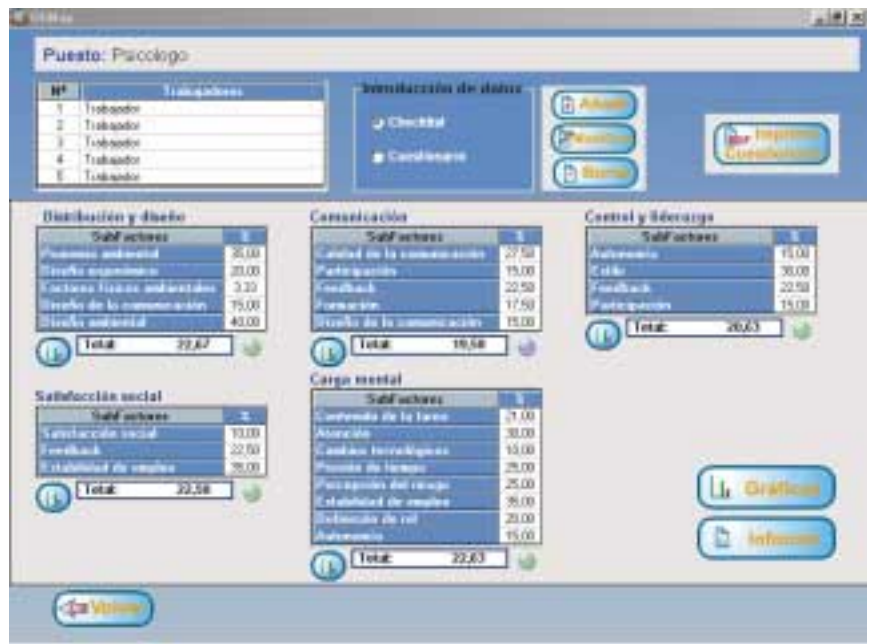 Puesto: Psicologo
Nº Trabajadores
1 Trabajador
2 Trabajador
3 Trabajador
4 Trabajador
5 Trabajador
Introducción de datos
Checklist
Cuestionario
Añadir
Modificar
Borrar
Imprimir
Cuestionario
Distribución y diseño
SubFactores %
ambiental 35,00
Diseño ergonómico 20,00
Factores físicos ambientales 3,33
Diseño de la comunicación 15,00
Diseño ambiental 40,00
Total: 22,67
Comunicación
SubFactores %
Calidad de la comunicación 27,50
Participación 15,00
Feedback 22,50
Formación 17,50
Diseño de la comunicación 15,00
Total: 19,50
Control y liderazgo
SubFactores %
Autonomía 15,00
Estilo 30,00
Feedback 22,50
Participación 15,00
Total: 20,63
Satisfacción social
SubFactores %
Satisfacción social 10,00
Feedback 22,50
Estabilidad de empleo 35,00
Total: 22,50
Carga mental
SubFactores %
Contenido de la tarea 21,00
Atención 30,00
Cambios tecnológicos 10,00
Presión de tiempo 25,00
Percepción del riesgo 25,00
Estabilidad de empleo 35,00
Definición de rol 20,00
Autonomía 15,00
Total: 22,63
Gráficos
Informes
Volver